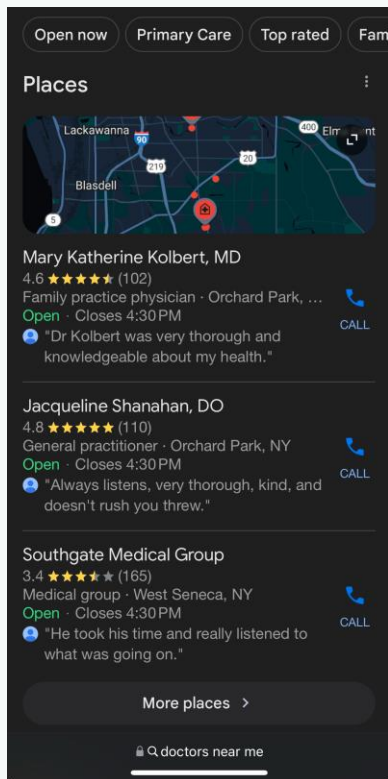 Open now
Primary Care
Top rated
Fam
Places
Lackawanna
90
400
219
20
Blasdell
5
Mary Katherine Kolbert, MD
4.6 (102)
Family practice physician · Orchard Park, ...
Open · Closes 4:30 PM
"Dr Kolbert was very thorough and
knowledgeable about my health."
CALL
Jacqueline Shanahan, DO
4.8 (110)
General practitioner · Orchard Park, NY
Open · Closes 4:30 PM
"Always listens, very thorough, kind, and
doesn't rush you threw."
CALL
Southgate Medical Group
3.4 (165)
Medical group · West Seneca, NY
Open · Closes 4:30 PM
"He took his time and really listened to
what was going on."
CALL
More places >
doctors near me